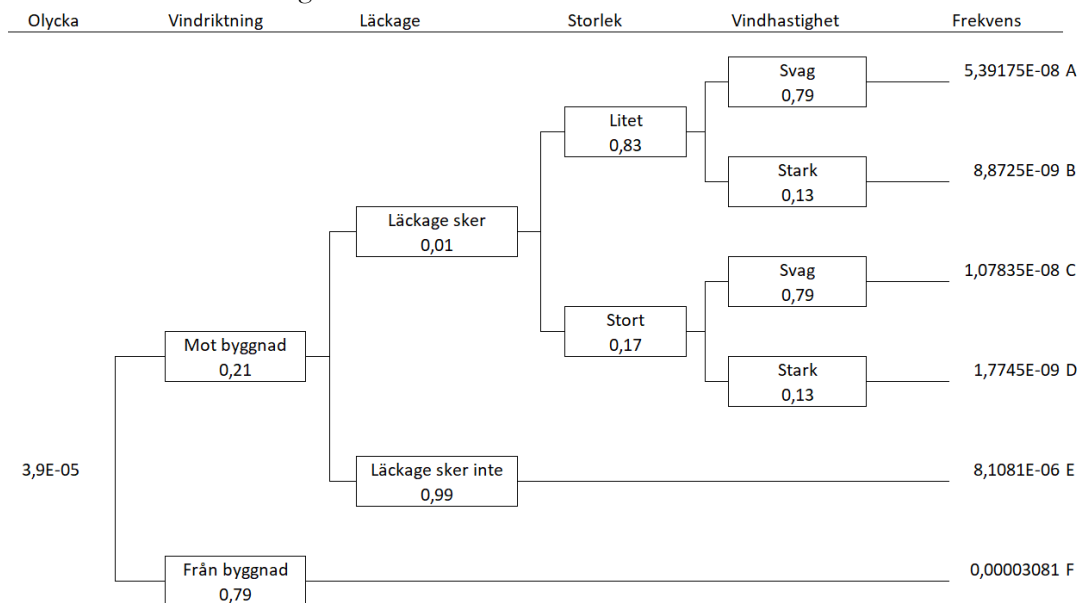 Olycka Vindriktning Läckage Storlek Vindhastighet Frekvens
Svag
0,79
5,39175E-08 A
Litet
0,83
Stark
0,13
8,8725E-09 B
Läckage sker
0,01
Svag
0,79
1,07835E-08 C
Stort
0,17
Mot byggnad
0,21
Stark
0,13
1,7745E-09 D
3,9E-05
Läckage sker inte
0,99
8,1081E-06 E
Från byggnad
0,79
0,00003081 F